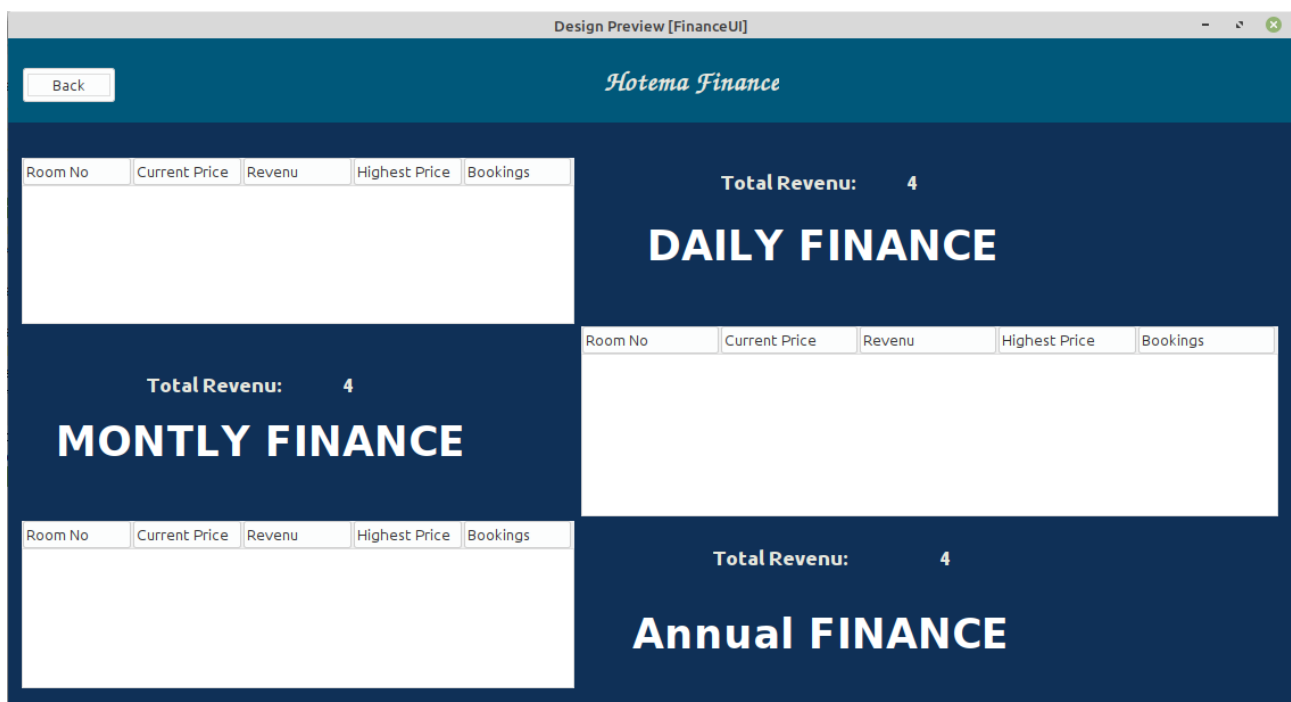 Design Preview [FinanceUI]
Back
Hotema Finance
Room No Current Price Revenu Highest Price Bookings
Total Revenu: 4
DAILY FINANCE
Room No Current Price Revenu Highest Price Bookings
Total Revenu: 4
MONTLY FINANCE
Room No Current Price Revenu Highest Price Bookings
Total Revenu: 4
Annual FINANCE